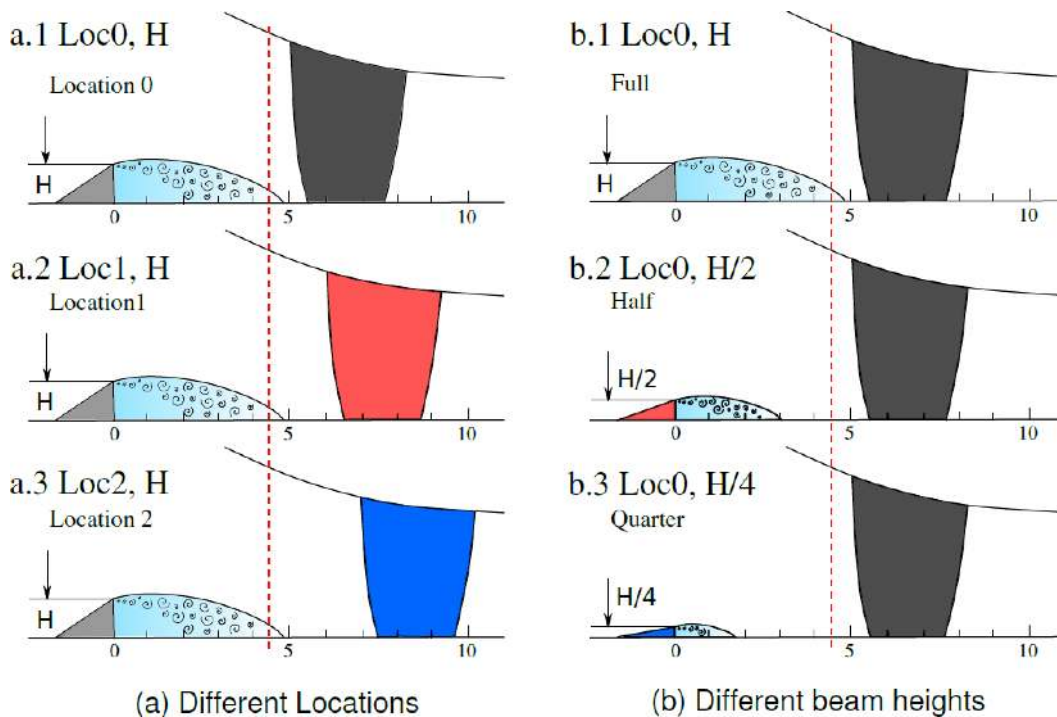 a.1 Loc0, H
Location 0
H
0 5 10
a.2 Loc1, H
Location1
H
0 5 10
a.3 Loc2, H
Location 2
H
0 5 10
(a) Different Locations
b.1 Loc0, H
Full
H
0 5 10
b.2 Loc0, H/2
Half
H/2
0 5 10
b.3 Loc0, H/4
Quarter
H/4
0 5 10
(b) Different beam heights